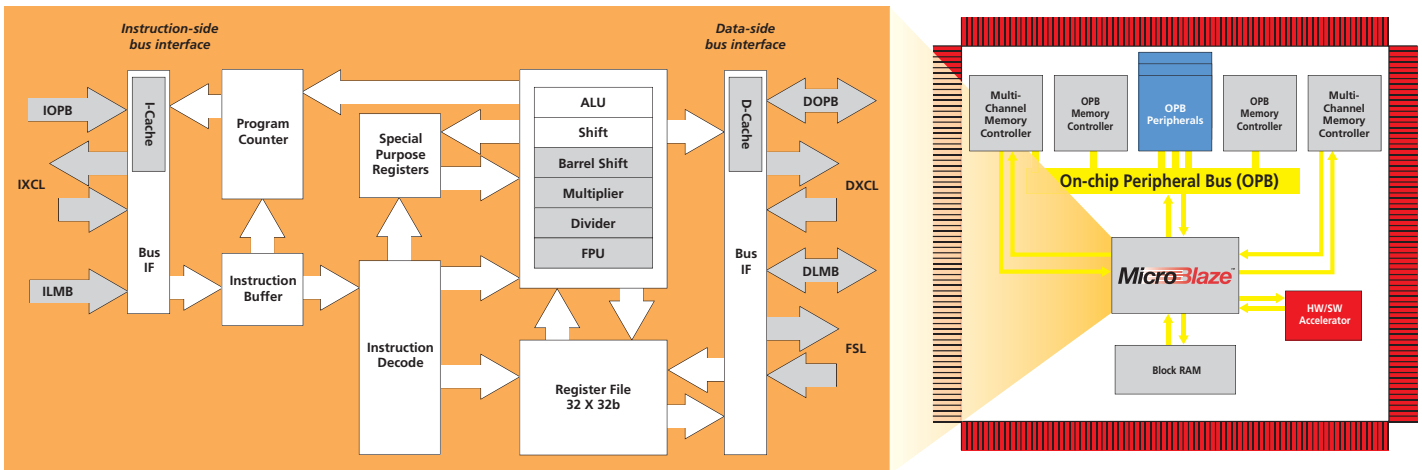 Instruction-side
bus interface
Data-side
bus interface
IOPB
IXCL
ILMB
I-Cache
Bus
IF
Program
Counter
Instruction
Buffer
Special
Purpose
Registers
Instruction
Decode
ALU
Shift
Barrel Shift
Multiplier
Divider
FPU
Register File
32 X 32b
D-Cache
Bus
IF
DOPB
DXCL
DLMB
FSL
Multi-
Channel
Memory
Controller
OPB
Memory
Controller
OPB
Peripherals
OPB
Memory
Controller
Multi-
Channel
Memory
Controller
On-chip Peripheral Bus (OPB)
MicroBlaze™
HW/SW
Accelerator
Block RAM